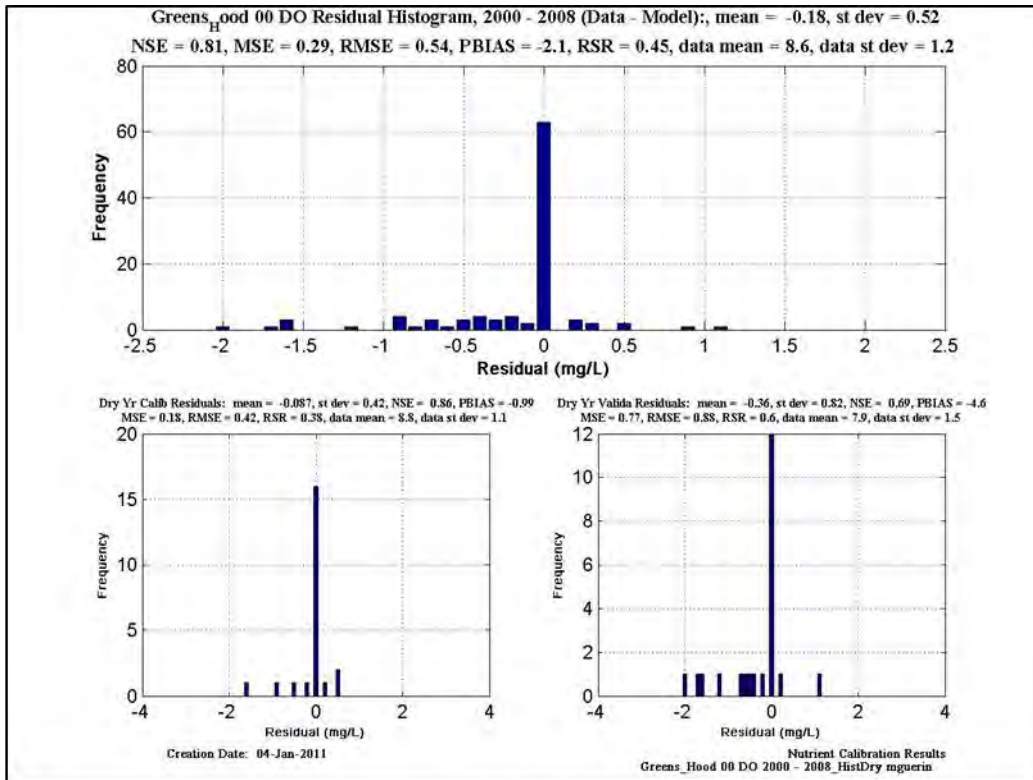 Greens_Hood 00 DO Residual Histogram, 2000 - 2008 (Data - Model):, mean = -0.18, st dev = 0.52
NSE = 0.81, MSE = 0.29, RMSE = 0.54, PBIAS = -2.1, RSR = 0.45, data mean = 8.6, data st dev = 1.2
80
60
40
20
0
Frequency
-2.5 -2 -1.5 -1 -0.5 0 0.5 1 1.5 2 2.5
Residual (mg/L)
Dry Yr Calib Residuals: mean = -0.087, st dev = 0.42, NSE = 0.86, PBIAS = -0.99
MSE = 0.18, RMSE = 0.42, RSR = 0.38, data mean = 8.8, data st dev = 1.1
20
15
10
5
0
Frequency
-4 -2 0 2 4
Residual (mg/L)
Dry Yr Valida Residuals: mean = -0.36, st dev = 0.82, NSE = 0.69, PBIAS = -4.6
MSE = 0.77, RMSE = 0.88, RSR = 0.6, data mean = 7.9, data st dev = 1.5
12
10
8
6
4
2
0
Frequency
-4 -2 0 2 4
Residual (mg/L)
Creation Date: 04-Jan-2011
Nutrient Calibration Results
Greens_Hood 00 DO 2000 - 2008_HistDry mguerin